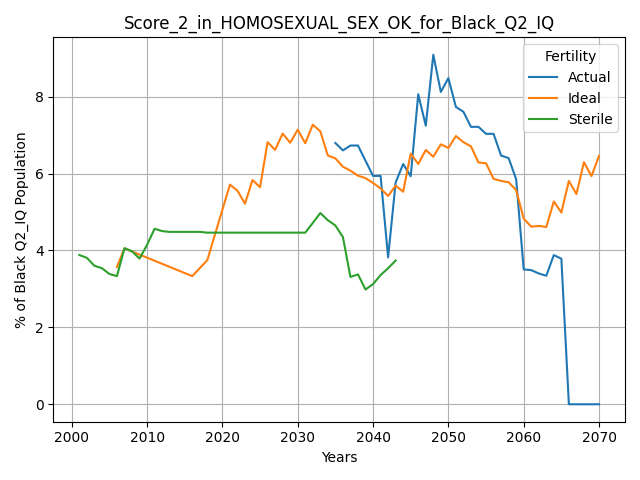 Score_2_in_HOMOSEXUAL_SEX_OK_for_Black_Q2_IQ
Fertility
Actual
Ideal
Sterile
% of Black Q2_IQ Population
8
6
4
2
0
2000 2010 2020 2030 2040 2050 2060 2070
Years